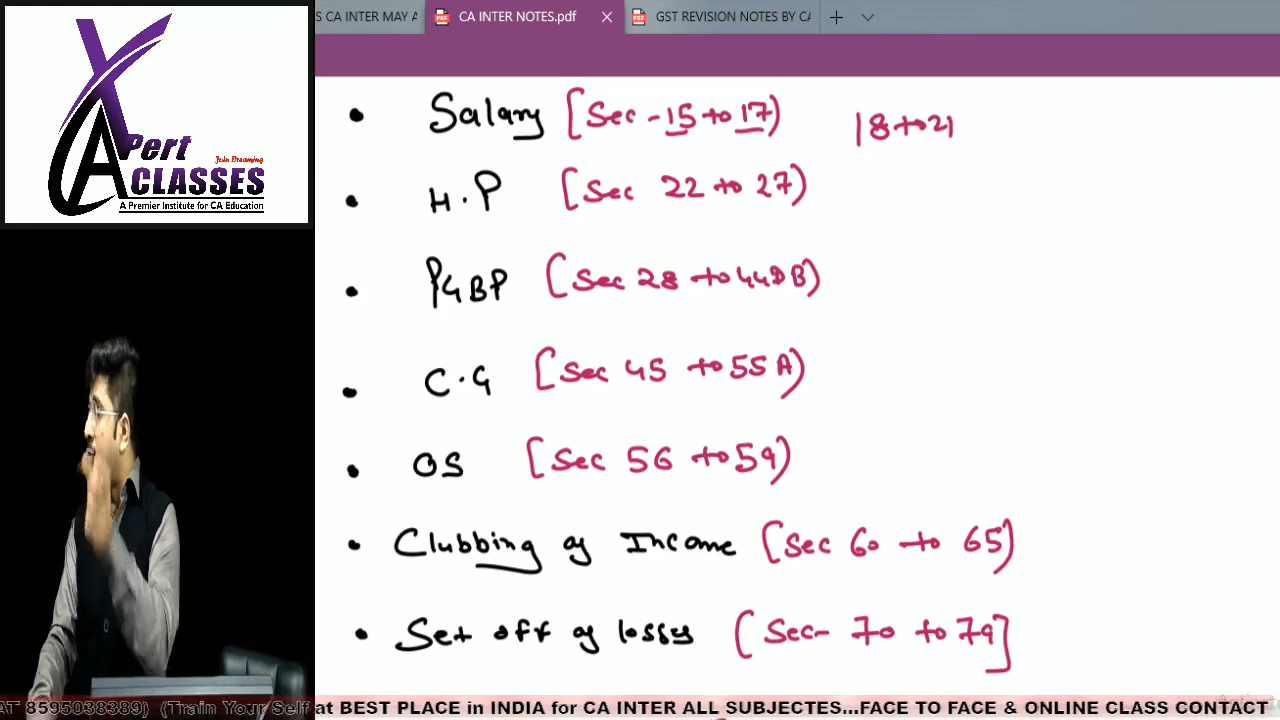 S CA INTER MAY A
CA INTER NOTES.pdf
GST REVISION NOTES BY CA
XPert
Join Dreaming
CA CLASSES
A Premier Institute for CA Education
• Salary [Sec - 15 to 17) 18 to 21
• H.P [Sec 22 to 27)
• PGBP [Sec 28 to 44DB)
• C.G [Sec 45 to 55A)
• OS [Sec 56 to 59)
• Clubbing of Income [Sec 60 to 65)
• Set off of losses [Sec- 70 to 79]
AT 8595038389) (Train Your Self at BEST PLACE in INDIA for CA INTER ALL SUBJECTES...FACE TO FACE & ONLINE CLASS CONTACT